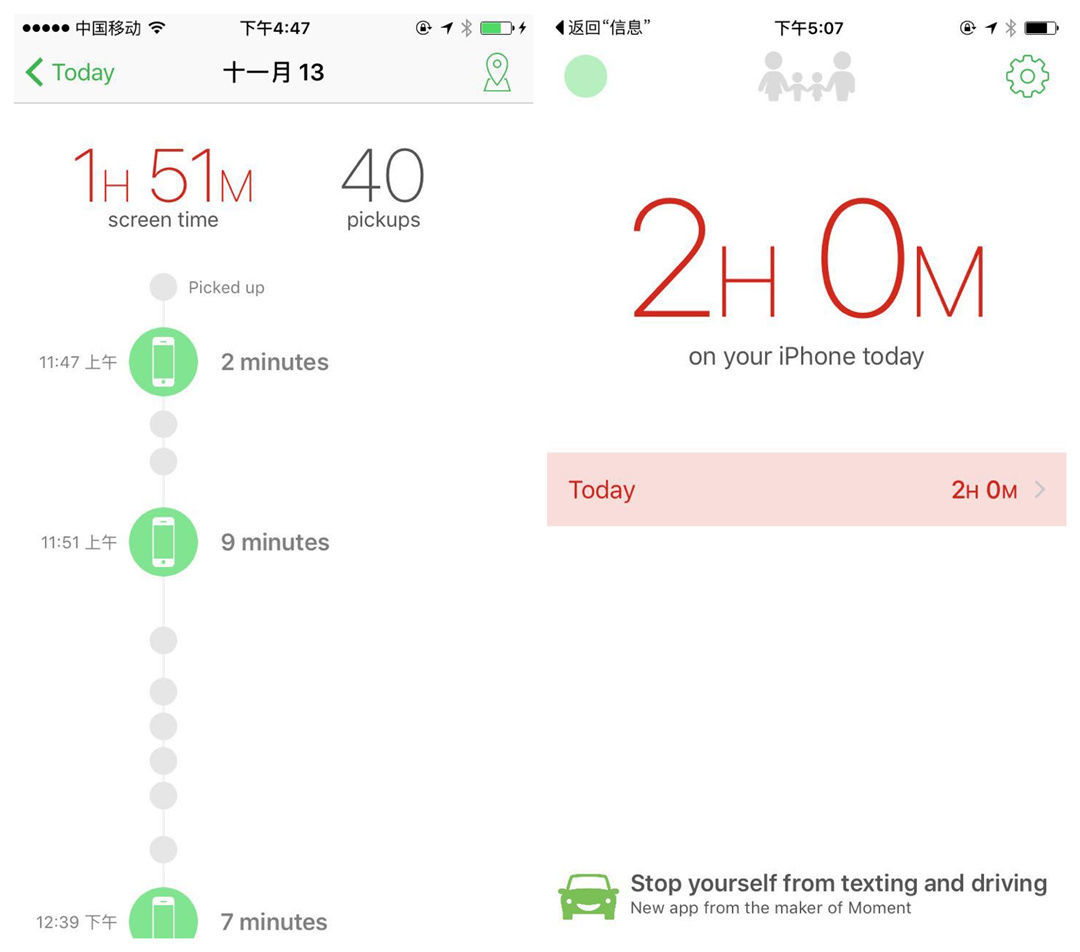 中国移动 下午4:47
Today 十一月 13
1H 51M 40
screen time pickups
Picked up
11:47 上午 2 minutes
11:51 上午 9 minutes
12:39 下午 7 minutes
返回“信息” 下午5:07
2H 0M
on your iPhone today
Today 2H 0M
Stop yourself from texting and driving
New app from the maker of Moment